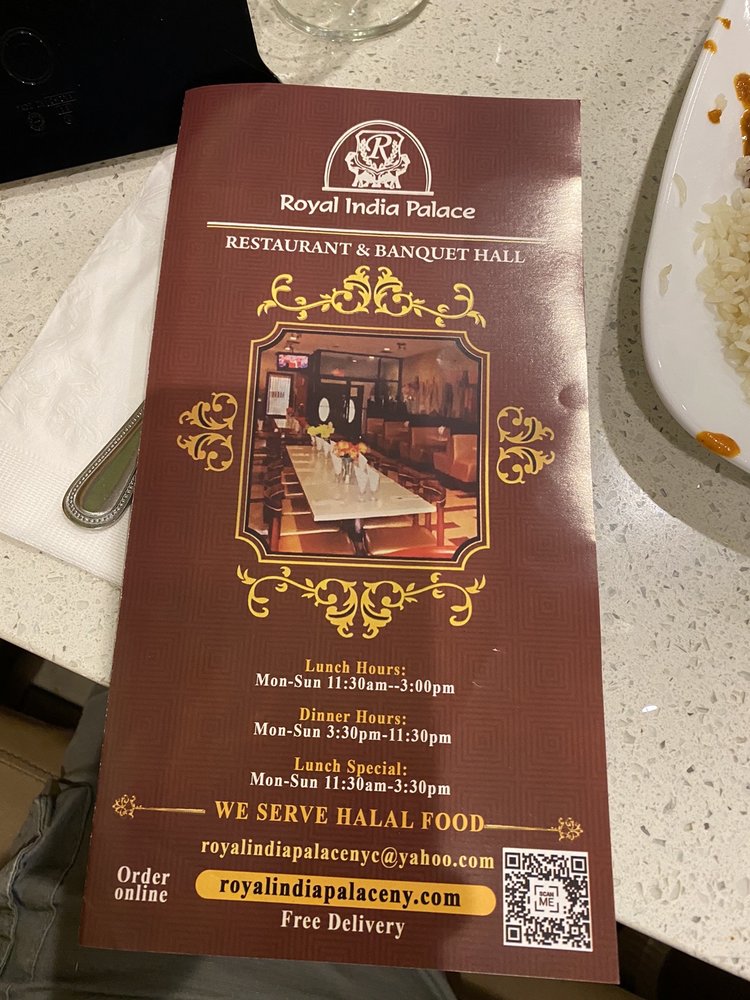 R
Royal India Palace
RESTAURANT & BANQUET HALL
Lunch Hours:
Mon-Sun 11:30am--3:00pm
Dinner Hours:
Mon-Sun 3:30pm-11:30pm
Lunch Special:
Mon-Sun 11:30am-3:30pm
WE SERVE HALAL FOOD
royalindiapalacenyc@yahoo.com
Order
online
royalindiapalaceny.com
Free Delivery
SCAN
ME